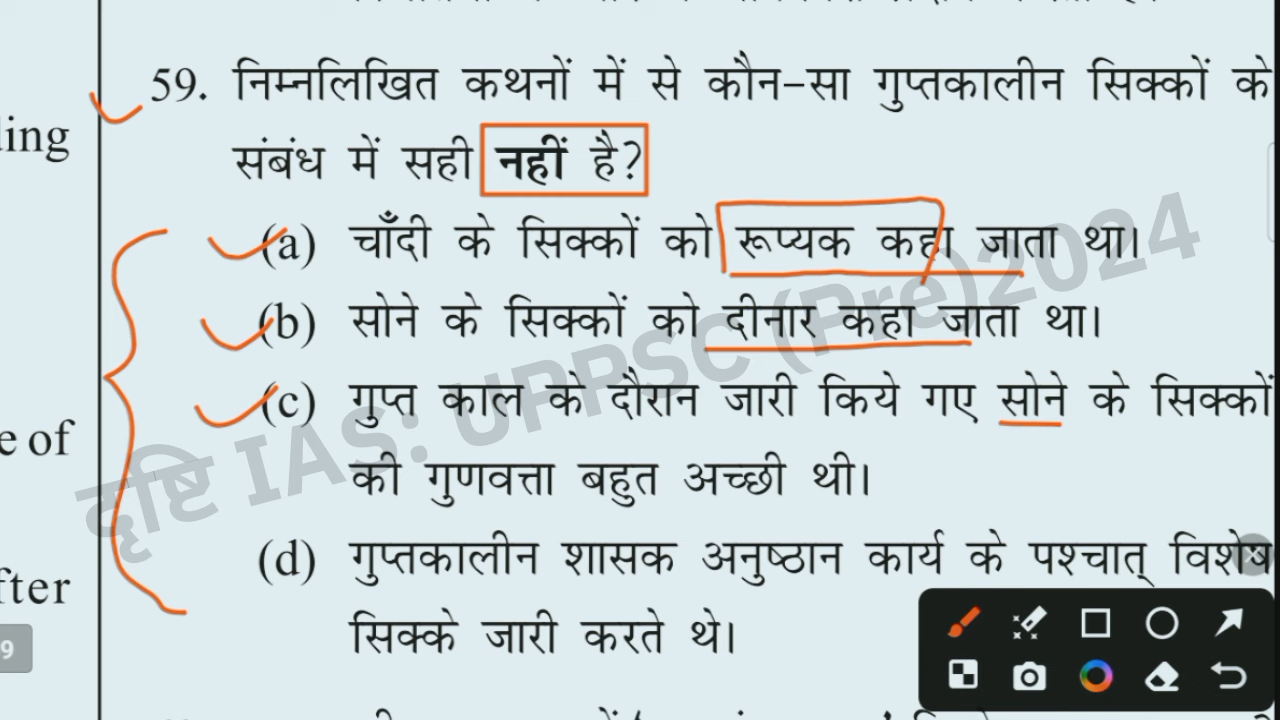 ding
e of
fter
9
59. निम्नलिखित कथनों में से कौन-सा गुप्तकालीन सिक्कों के
संबंध में सही नहीं है?
(a) चाँदी के सिक्कों को रूप्यक कहा जाता था।
(b) सोने के सिक्कों को दीनार कहा जाता था।
(c) गुप्त काल के दौरान जारी किये गए सोने के सिक्कों
की गुणवत्ता बहुत अच्छी थी।
(d) गुप्तकालीन शासक अनुष्ठान कार्य के पश्चात् विशेष
सिक्के जारी करते थे।
दृष्टि IAS: UPPSC (Pre) 2024